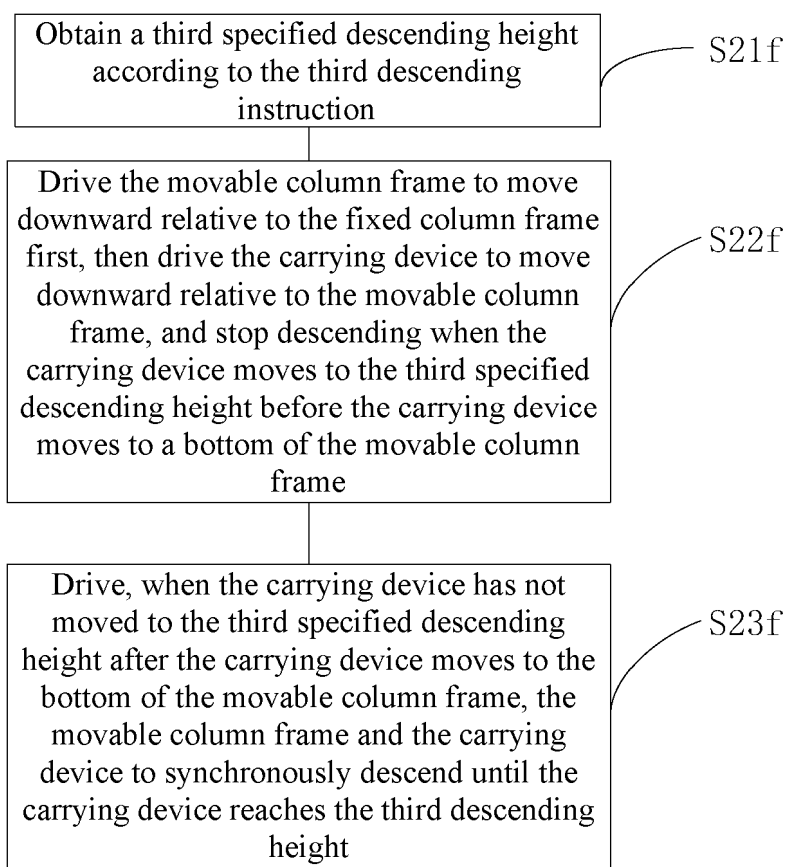 Obtain a third specified descending height
according to the third descending
instruction
S21f
Drive the movable column frame to move
downward relative to the fixed column frame
first, then drive the carrying device to move
downward relative to the movable column
frame, and stop descending when the
carrying device moves to the third specified
descending height before the carrying device
moves to a bottom of the movable column
frame
S22f
Drive, when the carrying device has not
moved to the third specified descending
height after the carrying device moves to the
bottom of the movable column frame, the
movable column frame and the carrying
device to synchronously descend until the
carrying device reaches the third descending
height
S23f